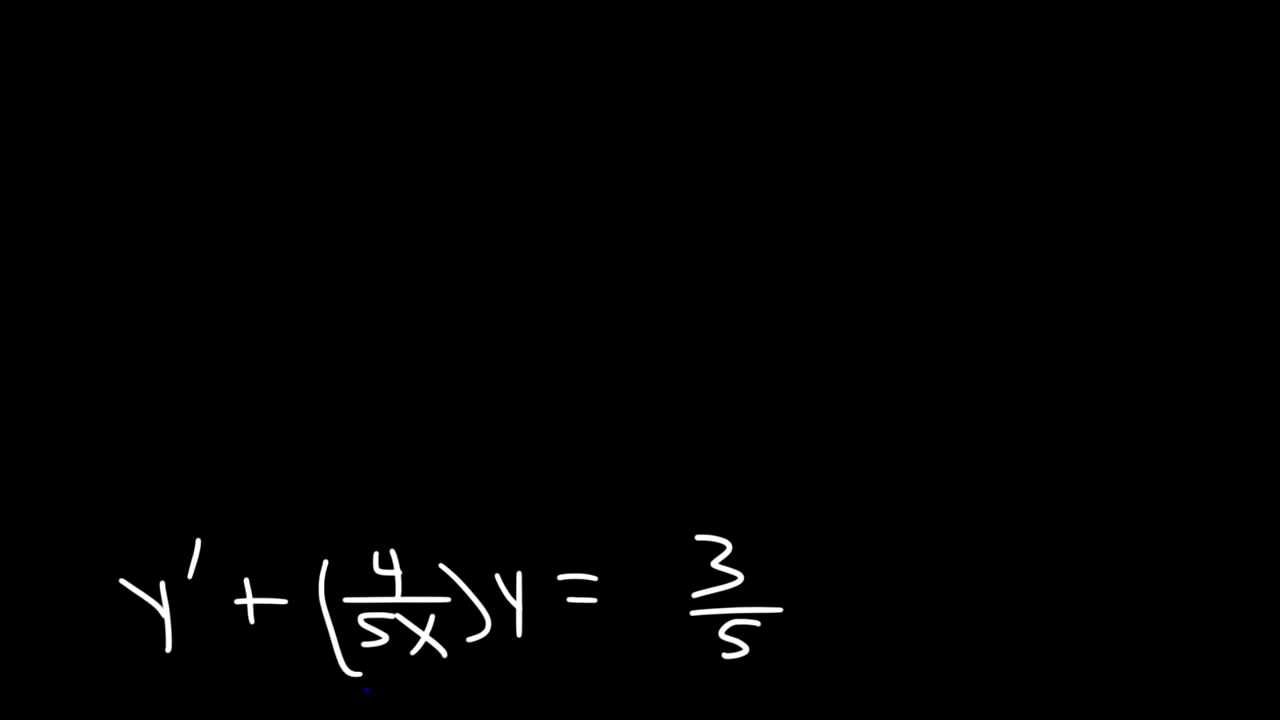 y' + (4/5x)y = 3/5